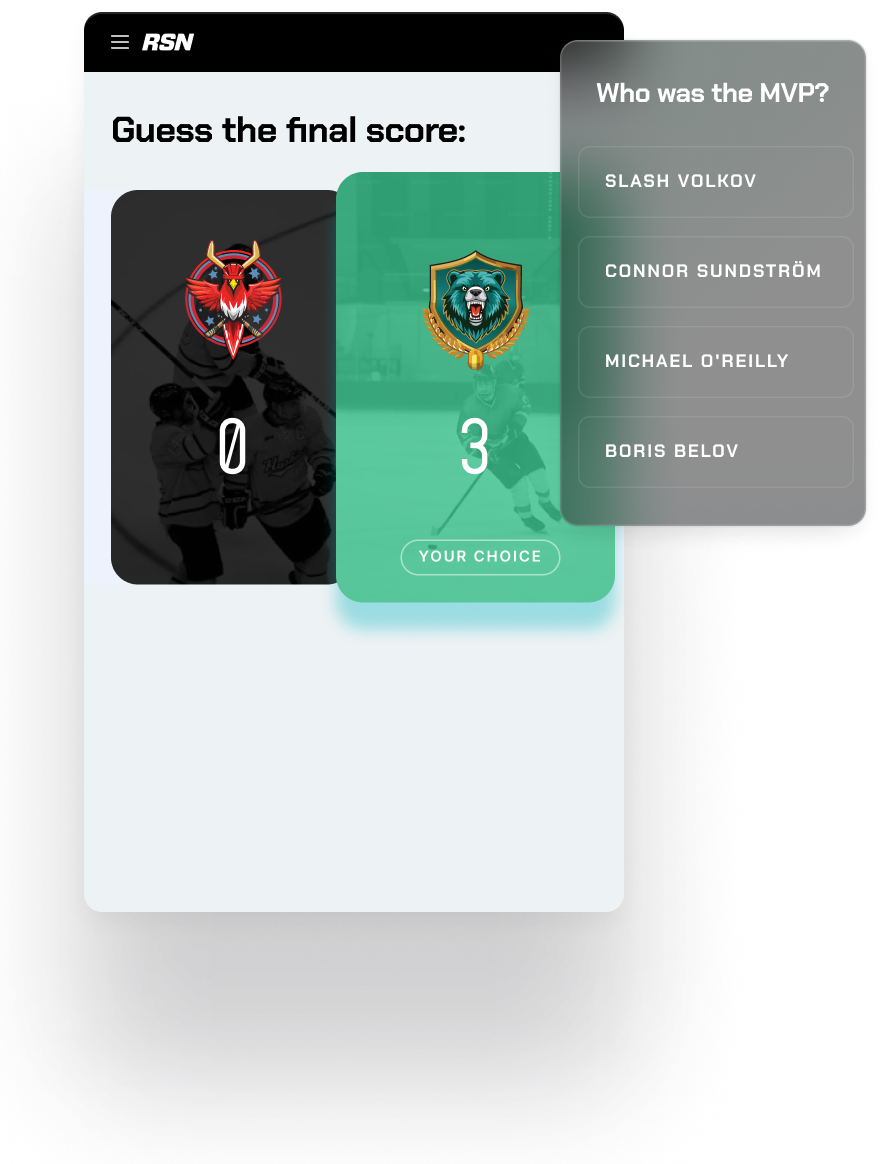 RSN
Guess the final score:
0
3
YOUR CHOICE
Who was the MVP?
SLASH VOLKOV
CONNOR SUNDSTRÖM
MICHAEL O'REILLY
BORIS BELOV